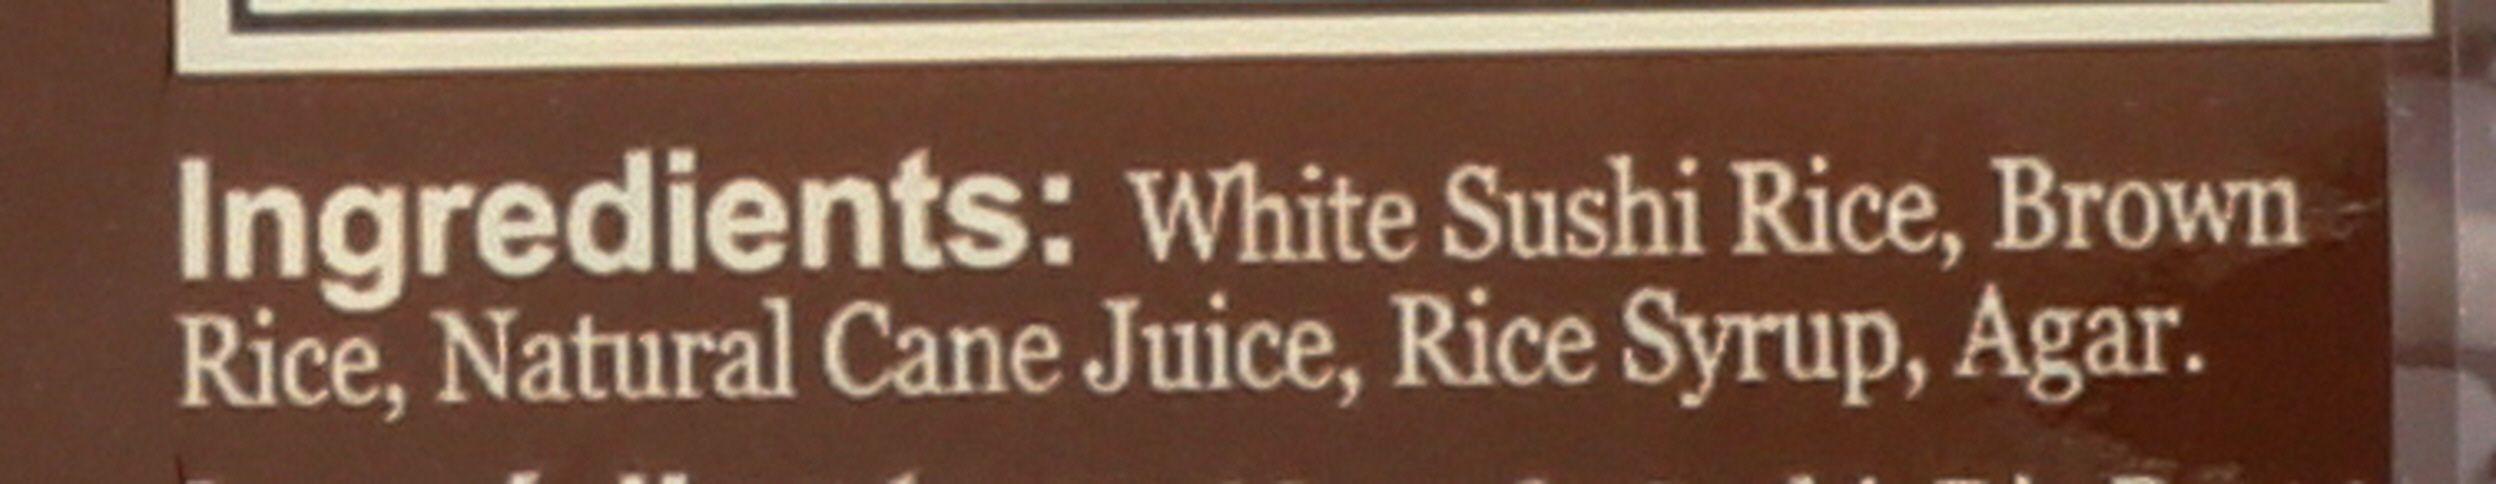 Ingredients: White Sushi Rice, Brown
Rice, Natural Cane Juice, Rice Syrup, Agar.